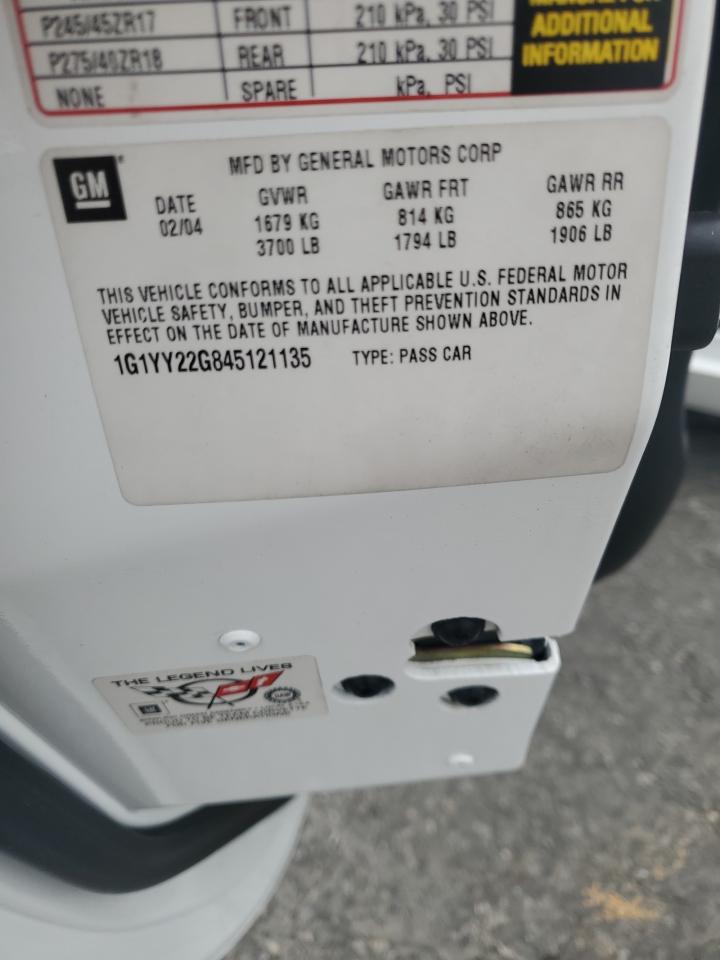 P245/45ZR17 FRONT 210 kPa, 30 PSI
P275/40ZR18 REAR 210 kPa, 30 PSI
NONE SPARE kPa, PSI
ADDITIONAL
INFORMATION
GM
MFD BY GENERAL MOTORS CORP
DATE GVWR GAWR FRT GAWR RR
02/04 1679 KG 814 KG 865 KG
3700 LB 1794 LB 1906 LB
THIS VEHICLE CONFORMS TO ALL APPLICABLE U.S. FEDERAL MOTOR
VEHICLE SAFETY, BUMPER, AND THEFT PREVENTION STANDARDS IN
EFFECT ON THE DATE OF MANUFACTURE SHOWN ABOVE.
1G1YY22G845121135 TYPE: PASS CAR
THE LEGEND LIVES
GM
UAW